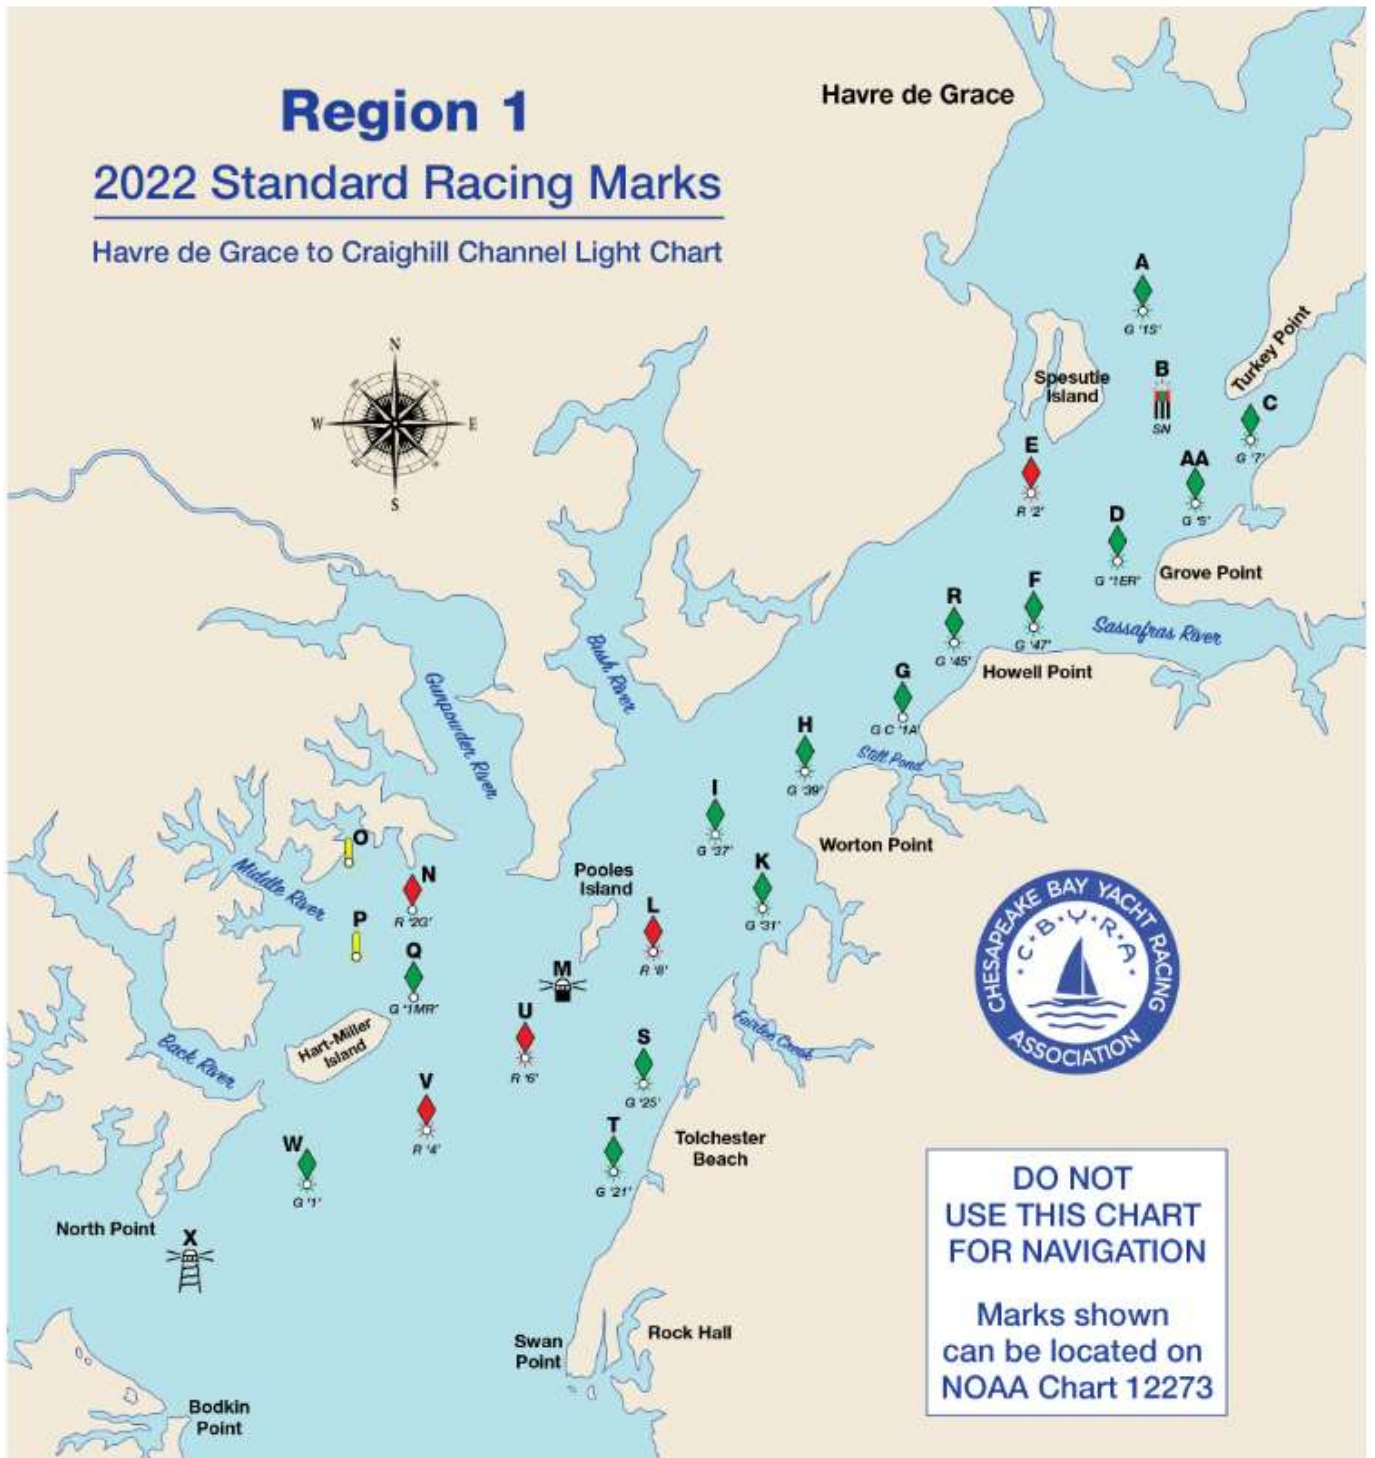 Region 1
2022 Standard Racing Marks
Havre de Grace to Craighill Channel Light Chart
Havre de Grace
A
G '1S'
Turkey Point
Spesutie
Island
B
SN
C
G '7'
N
W
E
S
E
R '2'
AA
G '5'
D
G '1ER'
Grove Point
F
G '47'
R
G '45'
Sassafras River
Howell Point
Bush River
Gunpowder River
G
G C '1A'
H
G '39'
Still Pond
I
G '37'
Worton Point
O
Middle River
N
R '2G'
Pooles
Island
K
G '31'
L
R '8'
P
Q
G '1MR'
M
CHESAPEAKE BAY YACHT RACING
C·B·Y·R·A
ASSOCIATION
U
R '6'
S
G '25'
Fairlee Creek
Hart-Miller
Island
Back River
V
R '4'
T
G '21'
Tolchester
Beach
W
G '1'
North Point
X
Swan
Point
Rock Hall
Bodkin
Point
DO NOT
USE THIS CHART
FOR NAVIGATION
Marks shown
can be located on
NOAA Chart 12273